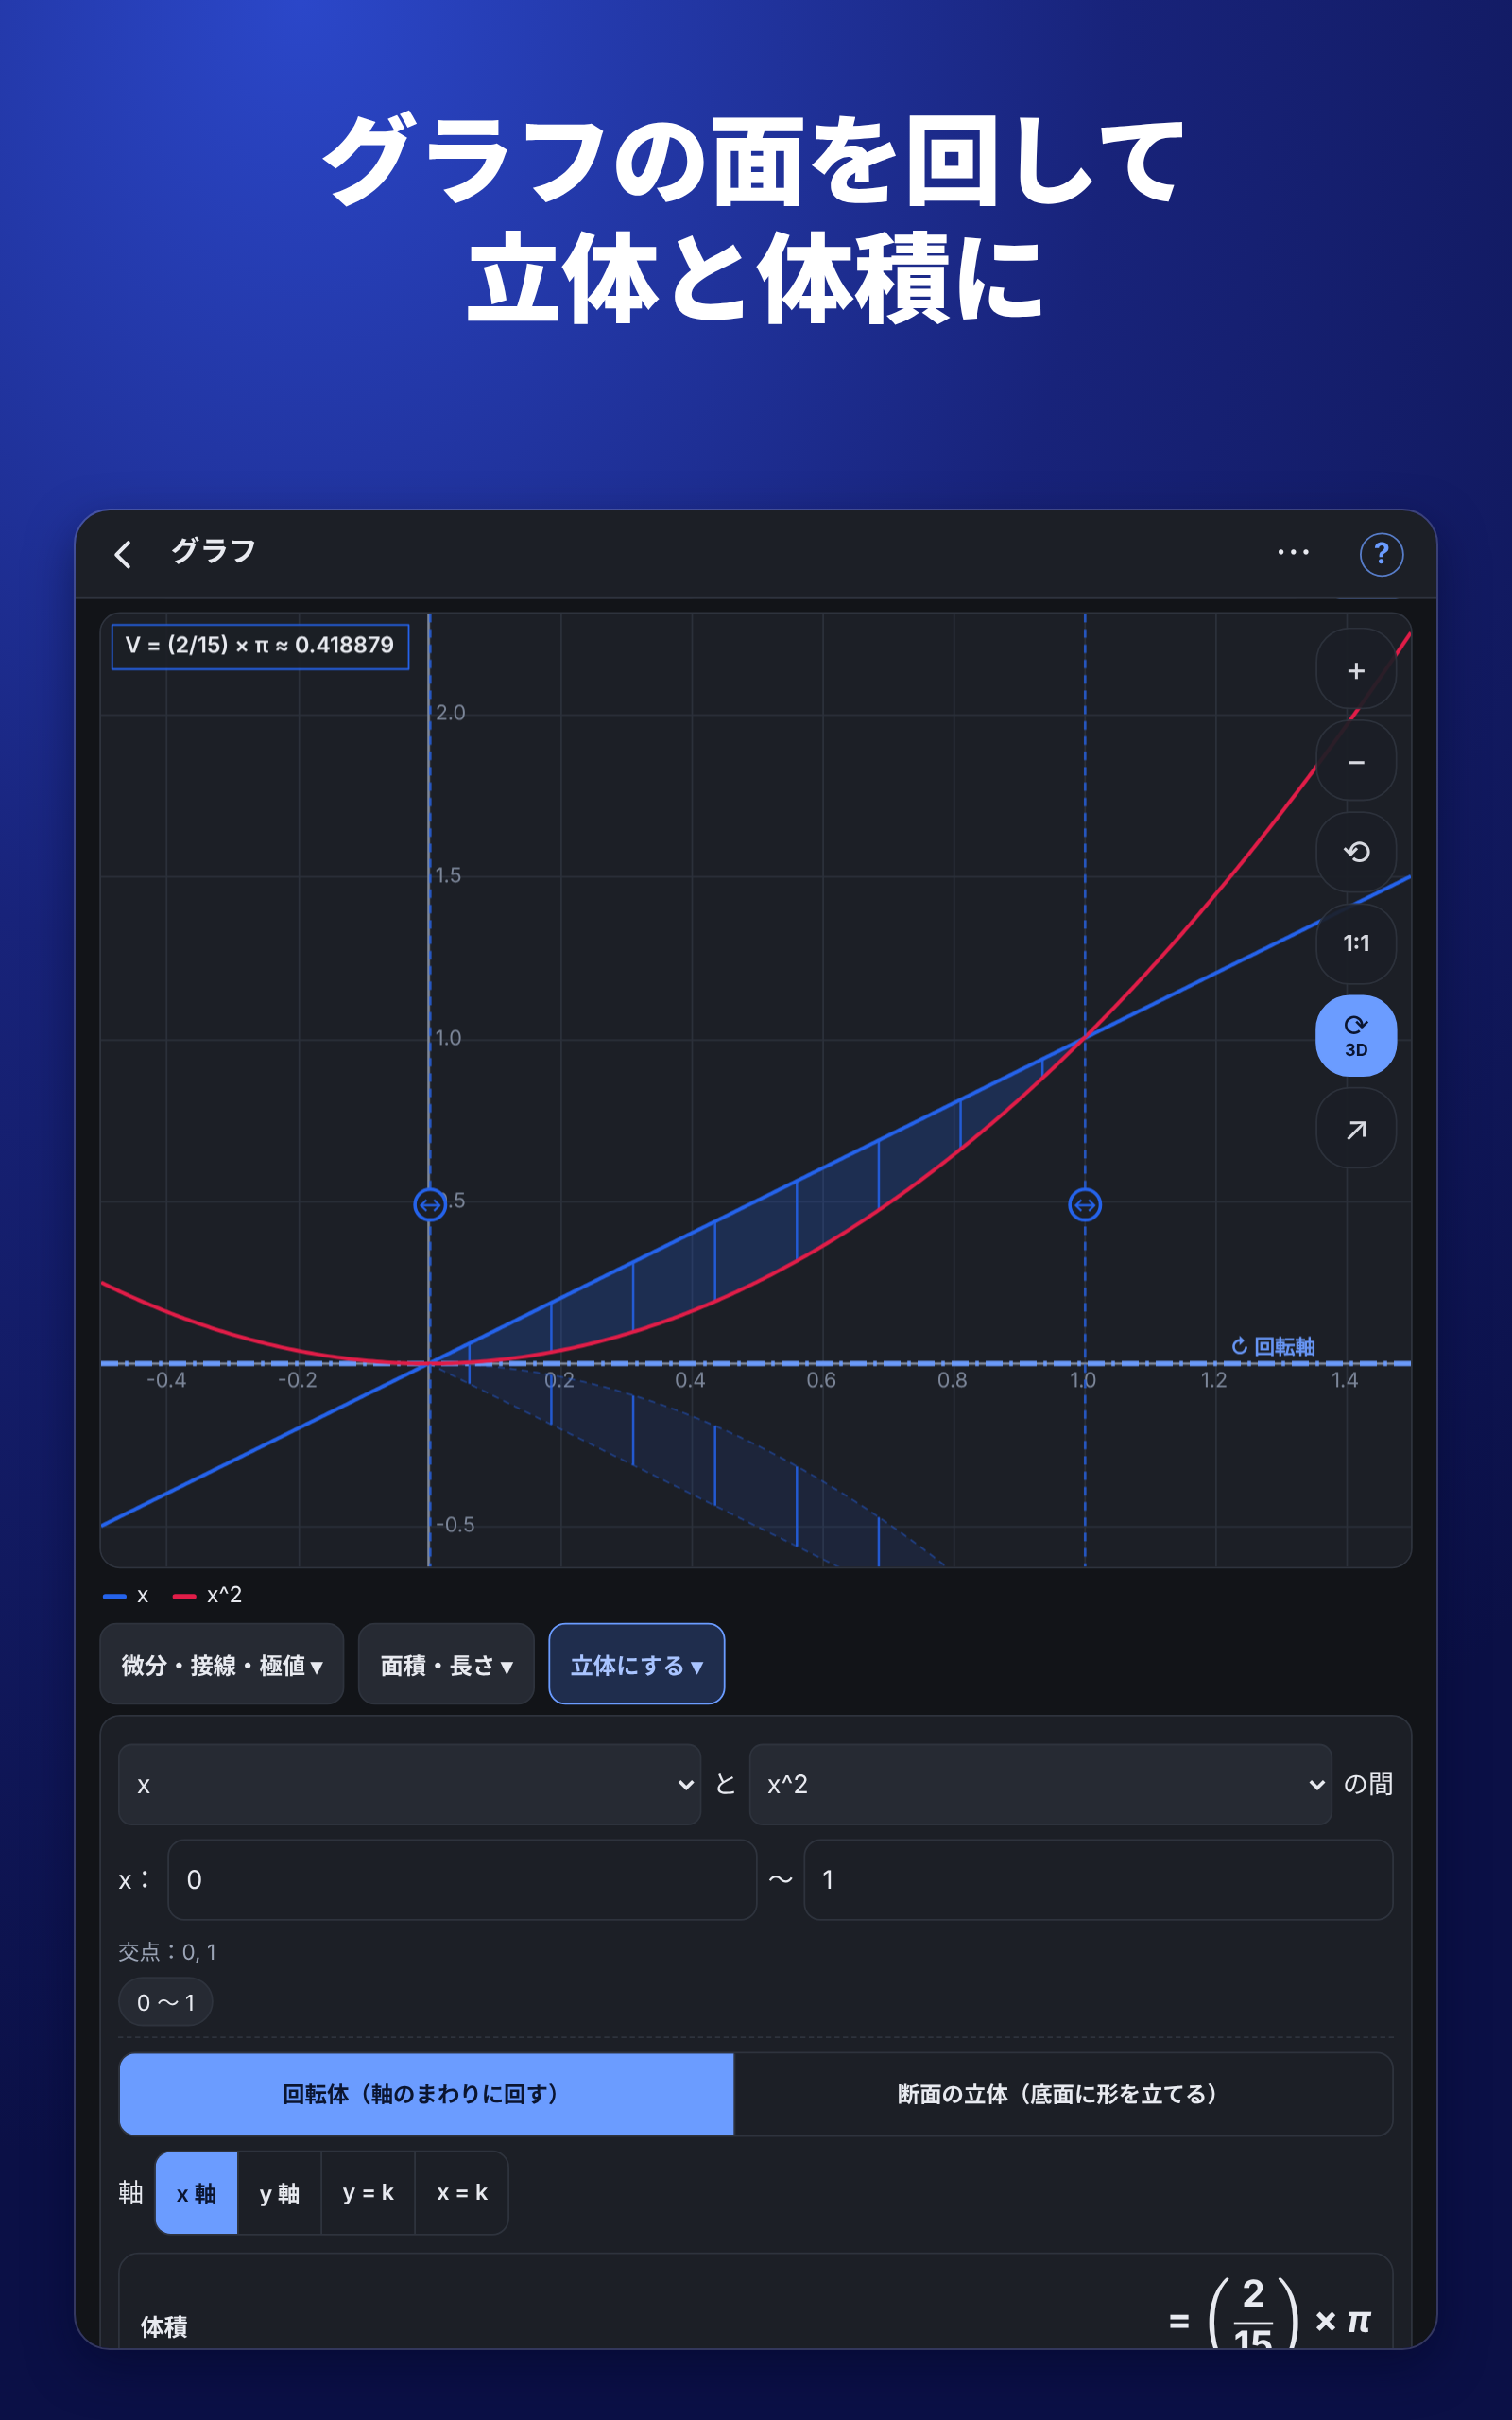 グラフの面を回して
立体と体積に
グラフ
?
V = (2/15) × π ≈ 0.418879
+
−
1:1
3D
2.0
1.5
1.0
.5
-0.5
回転軸
-0.4 -0.2 0.2 0.4 0.6 0.8 1.0 1.2 1.4
x x^2
微分・接線・極値 ▾ 面積・長さ ▾ 立体にする ▾
x と x^2 の間
x： 0 〜 1
交点：0, 1
0 〜 1
回転体（軸のまわりに回す） 断面の立体（底面に形を立てる）
軸 x 軸 y 軸 y = k x = k
体積 = (2/15) × π